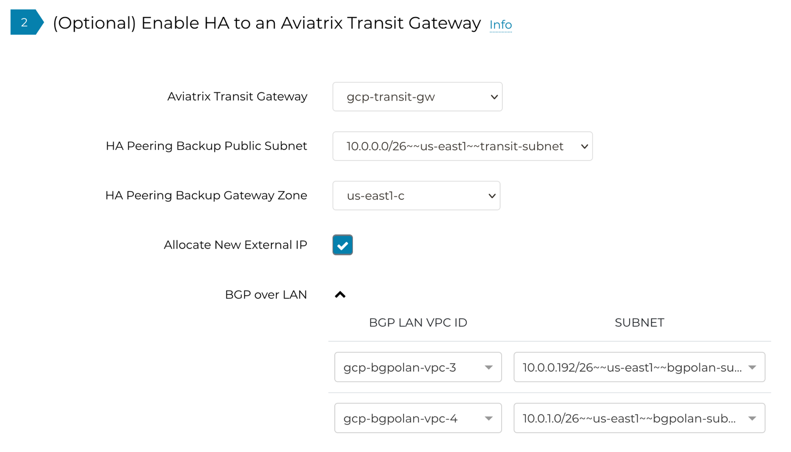 2 (Optional) Enable HA to an Aviatrix Transit Gateway Info
Aviatrix Transit Gateway gcp-transit-gw
HA Peering Backup Public Subnet 10.0.0.0/26~~us-east1~~transit-subnet
HA Peering Backup Gateway Zone us-east1-c
Allocate New External IP
BGP over LAN
BGP LAN VPC ID SUBNET
gcp-bgpolan-vpc-3 10.0.0.192/26~~us-east1~~bgpolan-su...
gcp-bgpolan-vpc-4 10.0.1.0/26~~us-east1~~bgpolan-sub...